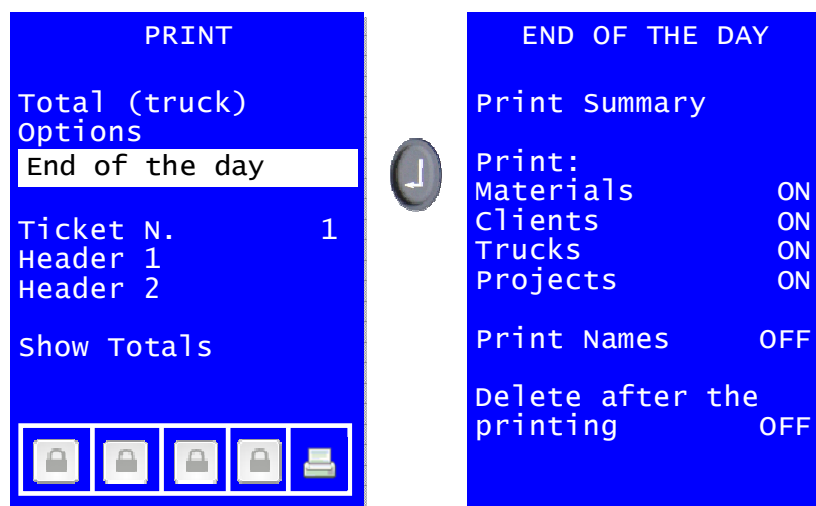 PRINT
Total (truck)
Options
End of the day
Ticket N. 1
Header 1
Header 2
Show Totals
END OF THE DAY
Print Summary
Print:
Materials ON
Clients ON
Trucks ON
Projects ON
Print Names OFF
Delete after the
printing OFF